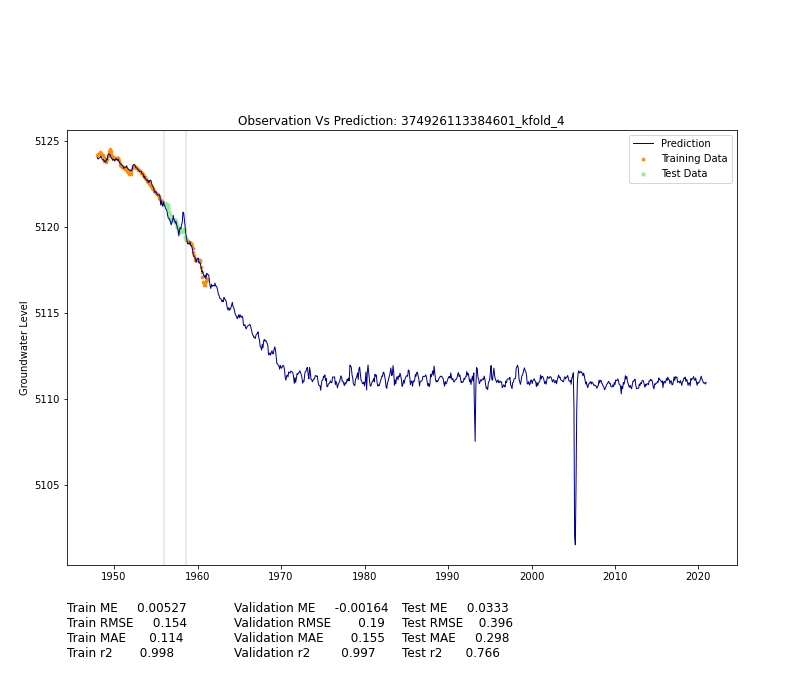 Observation Vs Prediction: 374926113384601_kfold_4
Prediction
Training Data
Test Data
Groundwater Level
5125
5120
5115
5110
5105
1950 1960 1970 1980 1990 2000 2010 2020
Train ME 0.00527 Validation ME -0.00164 Test ME 0.0333
Train RMSE 0.154 Validation RMSE 0.19 Test RMSE 0.396
Train MAE 0.114 Validation MAE 0.155 Test MAE 0.298
Train r2 0.998 Validation r2 0.997 Test r2 0.766